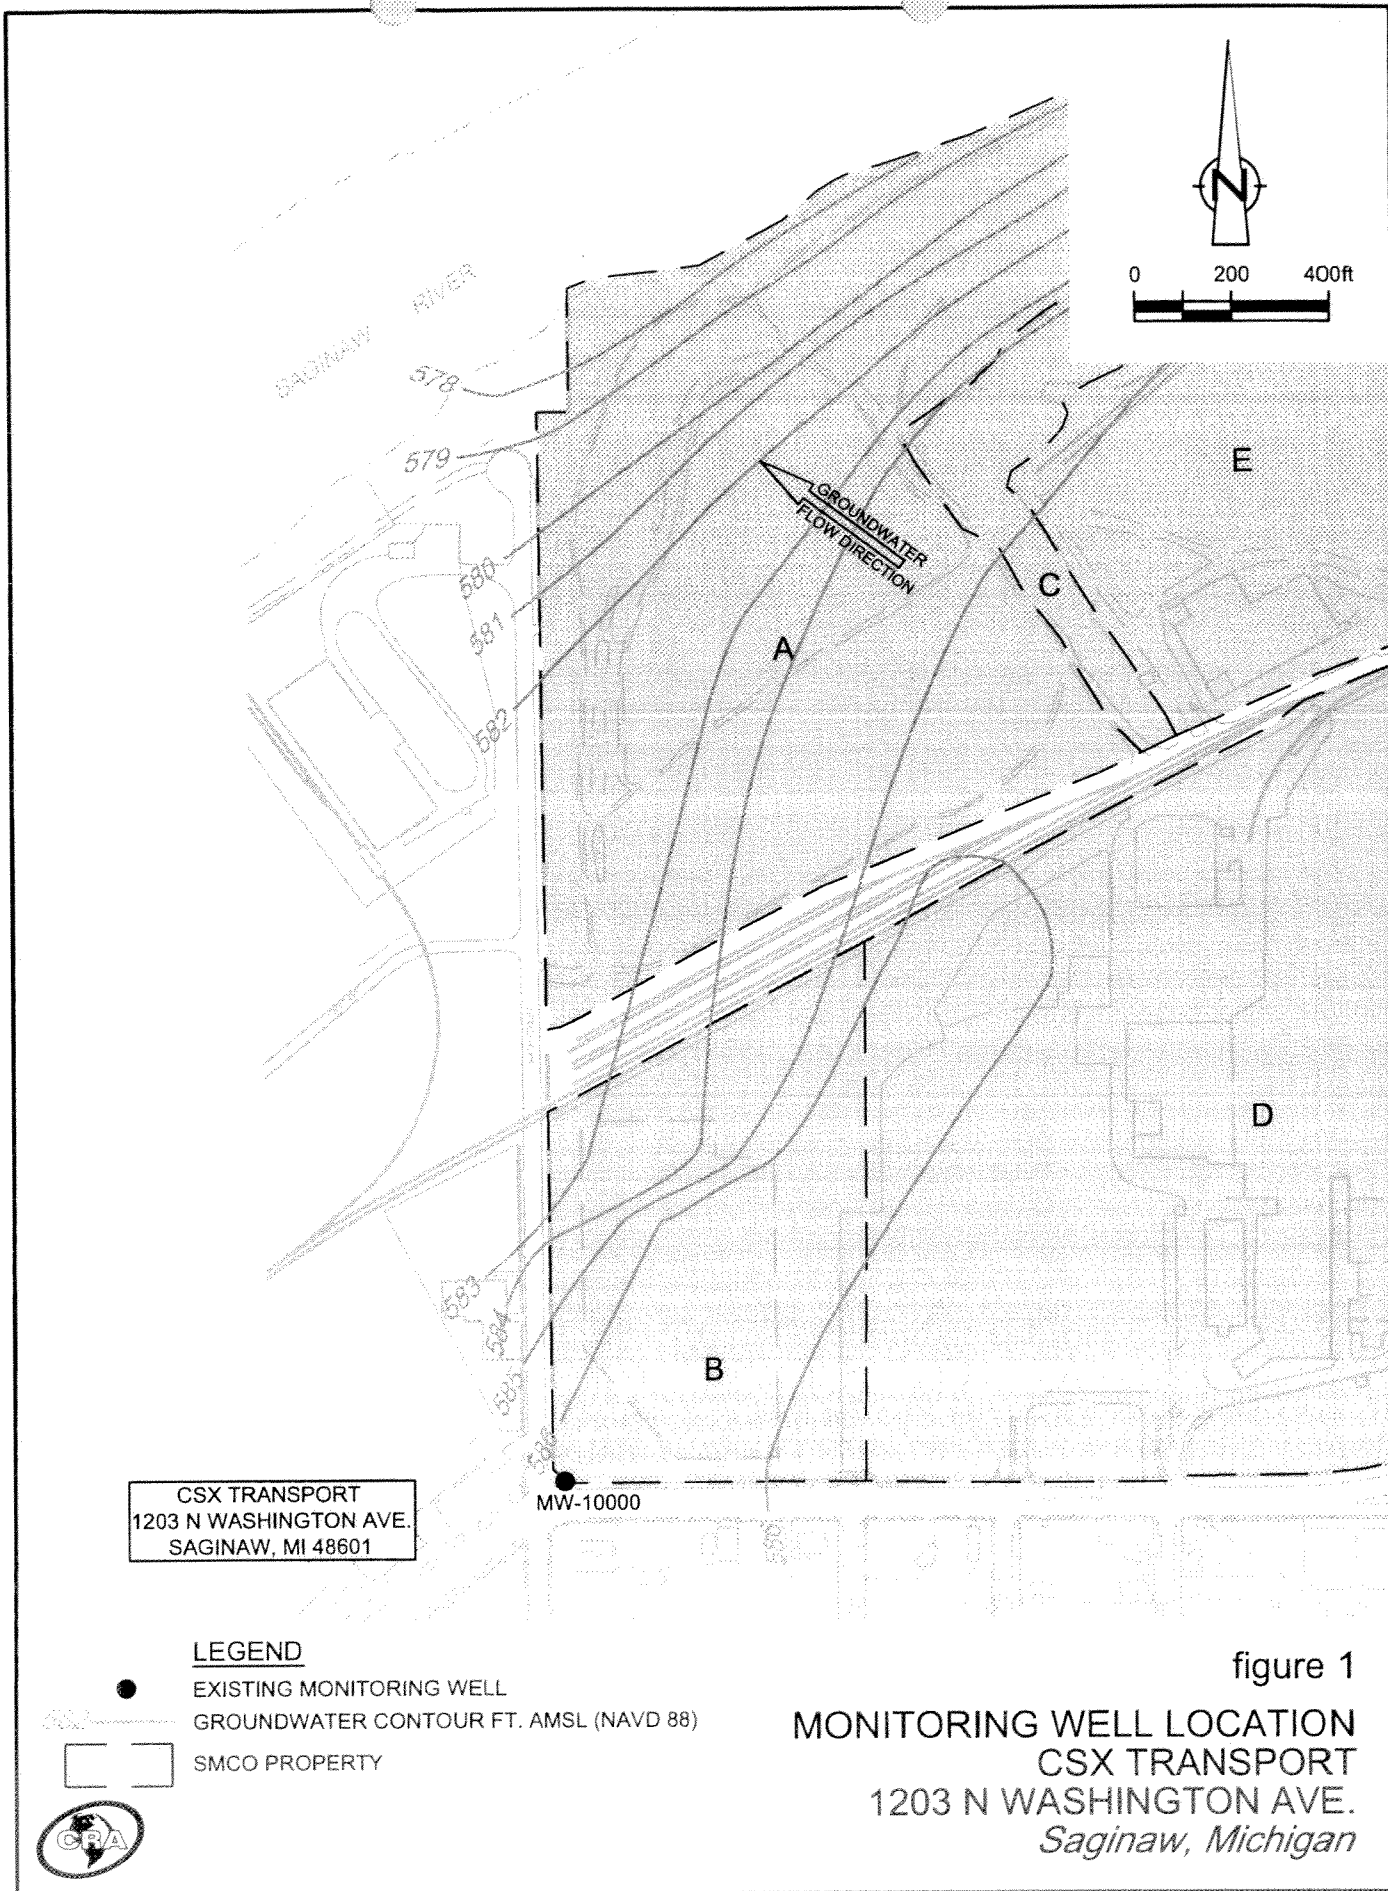 N
0 200 400ft
SAGINAW RIVER
578
579
580
581
582
GROUNDWATER
FLOW DIRECTION
A
C
E
D
B
583
584
585
586
MW-10000
CSX TRANSPORT
1203 N WASHINGTON AVE.
SAGINAW, MI 48601
LEGEND
EXISTING MONITORING WELL
GROUNDWATER CONTOUR FT. AMSL (NAVD 88)
SMCO PROPERTY
CRA
figure 1
MONITORING WELL LOCATION
CSX TRANSPORT
1203 N WASHINGTON AVE.
Saginaw, Michigan